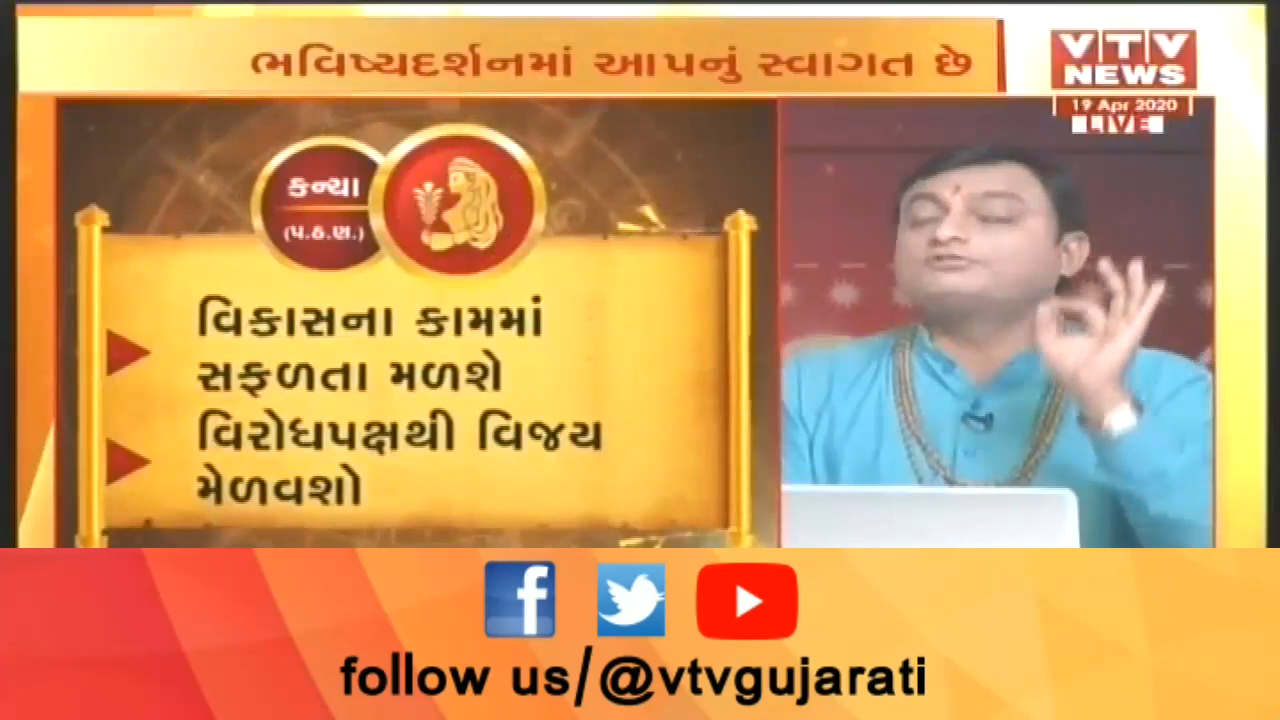 ભવિષ્યદર્શનમાં આપનું સ્વાગત છે
VTV
NEWS
19 Apr 2020
LIVE
કન્યા
(પ.ઠ.ણ.)
વિકાસના કામમાં
સફળતા મળશે
વિરોધપક્ષથી વિજય
મેળવશો
follow us/@vtvgujarati